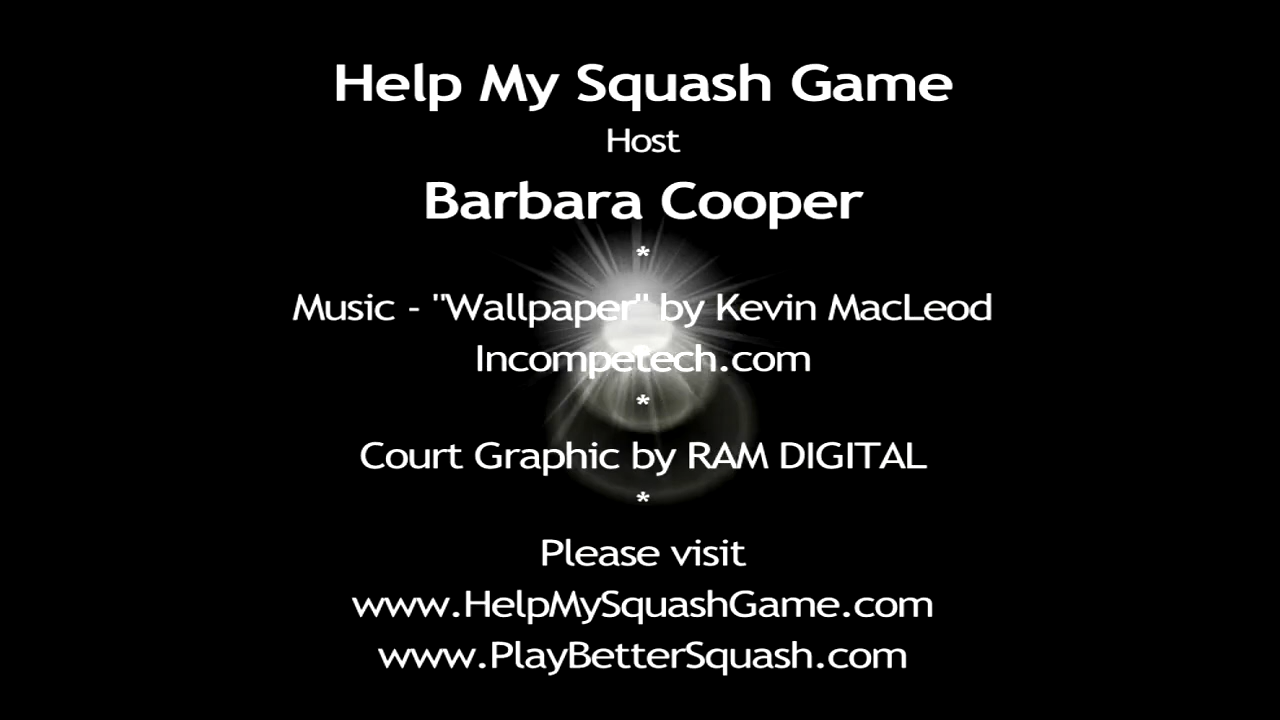 Help My Squash Game
Host
Barbara Cooper
*
Music - "Wallpaper" by Kevin MacLeod
Incompetech.com
*
Court Graphic by RAM DIGITAL
*
Please visit
www.HelpMySquashGame.com
www.PlayBetterSquash.com